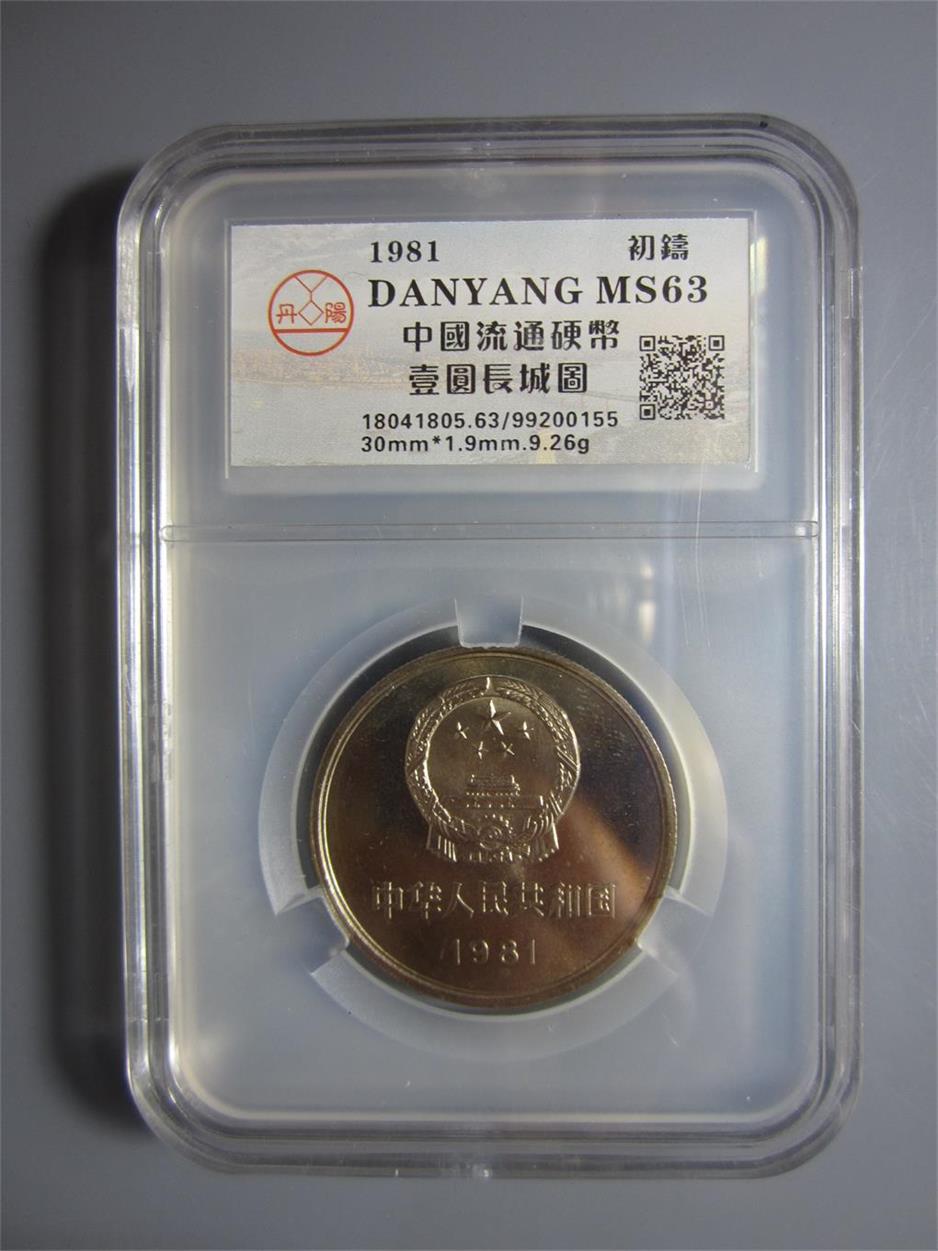 1981 初鑄
丹陽
DANYANG MS63
中國流通硬幣
壹圓長城圖
18041805.63/99200155
30mm*1.9mm.9.26g
中华人民共和国
1981